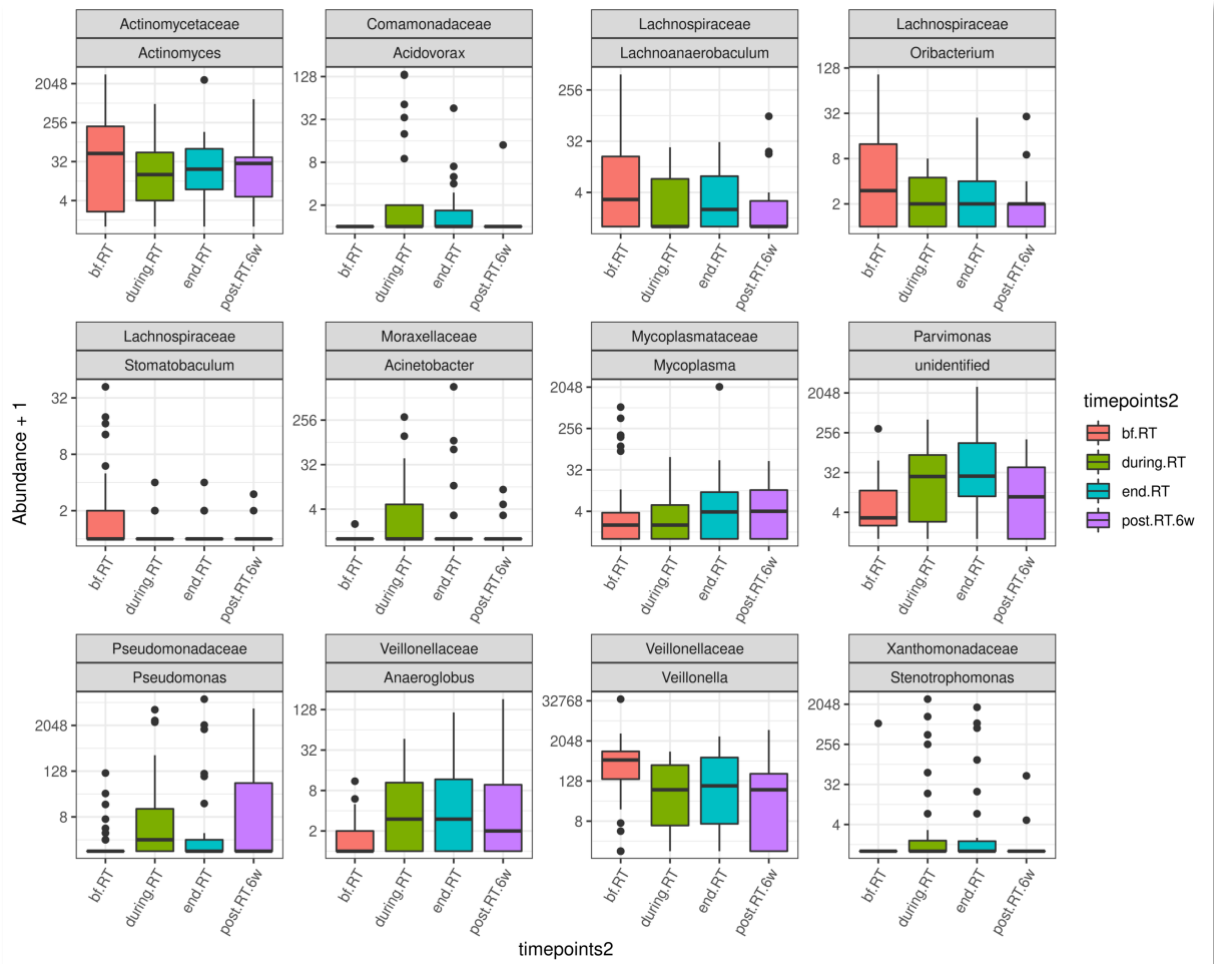 Actinomycetaceae
Actinomyces
2048
256
32
4
bf.RT
during.RT
end.RT
post.RT.6w
Comamonadaceae
Acidovorax
128
32
8
2
bf.RT
during.RT
end.RT
post.RT.6w
Lachnospiraceae
Lachnoanaerobaculum
256
32
4
bf.RT
during.RT
end.RT
post.RT.6w
Lachnospiraceae
Oribacterium
128
32
8
2
bf.RT
during.RT
end.RT
post.RT.6w
Abundance + 1
Lachnospiraceae
Stomatobaculum
32
8
2
bf.RT
during.RT
end.RT
post.RT.6w
Moraxellaceae
Acinetobacter
256
32
4
bf.RT
during.RT
end.RT
post.RT.6w
Mycoplasmataceae
Mycoplasma
2048
256
32
4
bf.RT
during.RT
end.RT
post.RT.6w
Parvimonas
unidentified
2048
256
32
4
bf.RT
during.RT
end.RT
post.RT.6w
timepoints2
bf.RT
during.RT
end.RT
post.RT.6w
Pseudomonadaceae
Pseudomonas
2048
128
8
bf.RT
during.RT
end.RT
post.RT.6w
Veillonellaceae
Anaeroglobus
128
32
8
2
bf.RT
during.RT
end.RT
post.RT.6w
Veillonellaceae
Veillonella
32768
2048
128
8
bf.RT
during.RT
end.RT
post.RT.6w
Xanthomonadaceae
Stenotrophomonas
2048
256
32
4
bf.RT
during.RT
end.RT
post.RT.6w
timepoints2